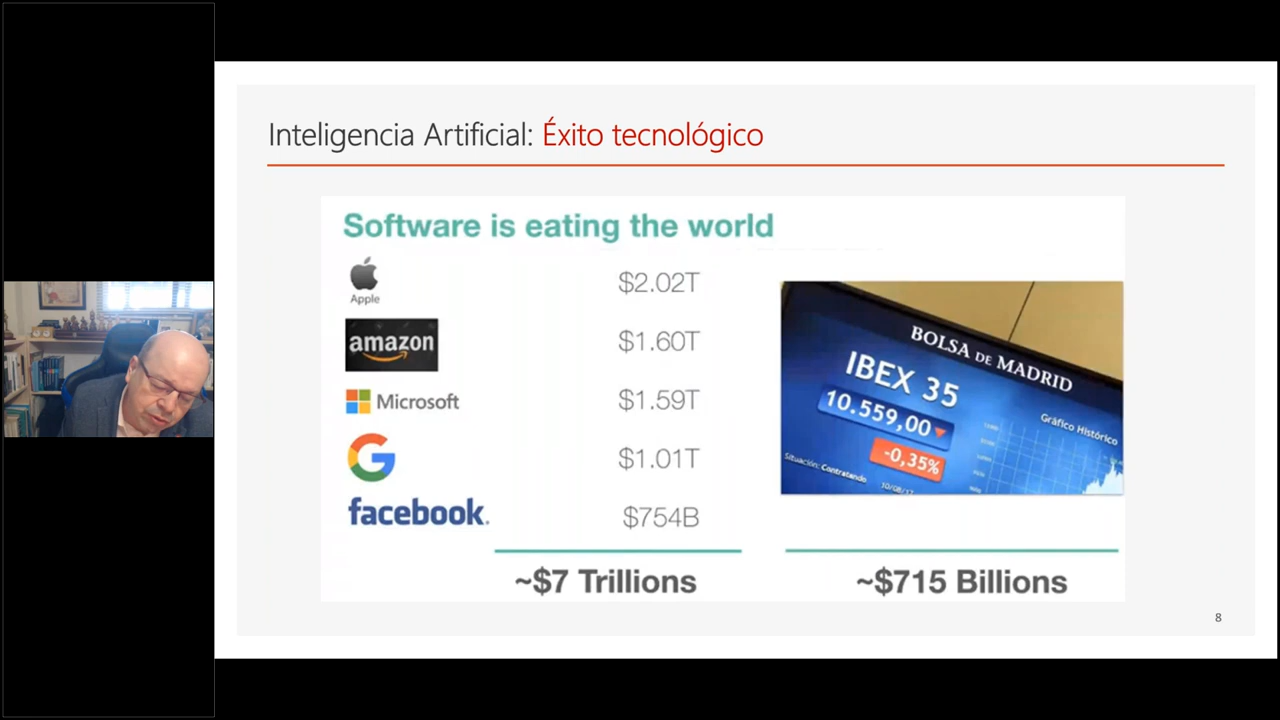 Inteligencia Artificial: Éxito tecnológico
Software is eating the world
Apple
$2.02T
amazon
$1.60T
Microsoft
$1.59T
G
$1.01T
facebook.
$754B
~$7 Trillions
BOLSA DE MADRID
IBEX 35
10.559,00
-0,35%
Gráfico Histórico
Situación: Contratando
~$715 Billions
8